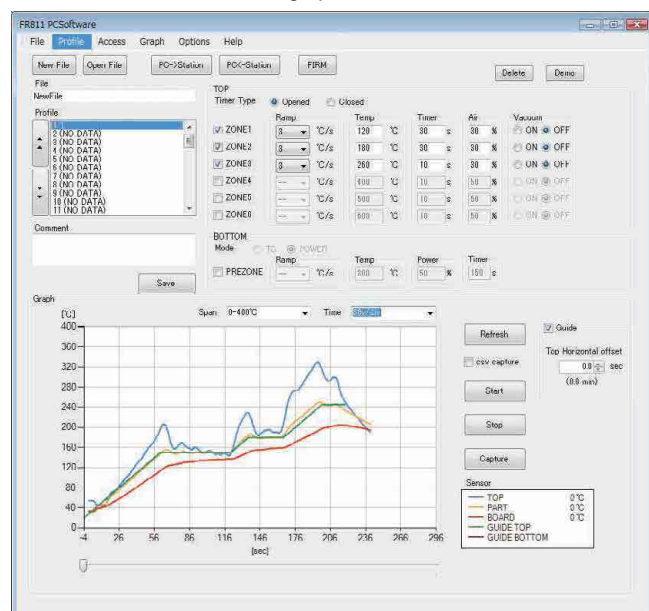 FR811 PCSoftware
File Profile Access Graph Options Help
New File Open File PC->Station PC<-Station FIRM
Delete Demo
File
NewFile
Profile
2 (NO DATA)
3 (NO DATA)
4 (NO DATA)
5 (NO DATA)
6 (NO DATA)
7 (NO DATA)
8 (NO DATA)
9 (NO DATA)
10 (NO DATA)
11 (NO DATA)
Comment
Save
TOP
Timer Type Opened Closed
Ramp Temp Timer Air Vacuum
ZONE1 3 ℃/s 120 ℃ 30 s 30 % ON OFF
ZONE2 3 ℃/s 180 ℃ 30 s 30 % ON OFF
ZONE3 3 ℃/s 260 ℃ 10 s 30 % ON OFF
ZONE4 -- ℃/s 400 ℃ 10 s 50 % ON OFF
ZONE5 -- ℃/s 500 ℃ 10 s 50 % ON OFF
ZONE6 -- ℃/s 500 ℃ 10 s 50 % ON OFF
BOTTOM
Mode TC POWER
Ramp Temp Power Timer
PREZONE -- ℃/s 300 ℃ 50 % 150 s
Graph
[℃] Span 0-400℃ Time
400
360
320
280
240
200
160
120
80
40
0
-4 26 56 86 116 146 176 206 236 266 296
[sec]
Refresh
csv capture
Start
Stop
Capture
Guide
Top Horizontal offset
0.0 sec
(0.0 min)
Sensor
TOP 0℃
PART 0℃
BOARD 0℃
GUIDE TOP
GUIDE BOTTOM